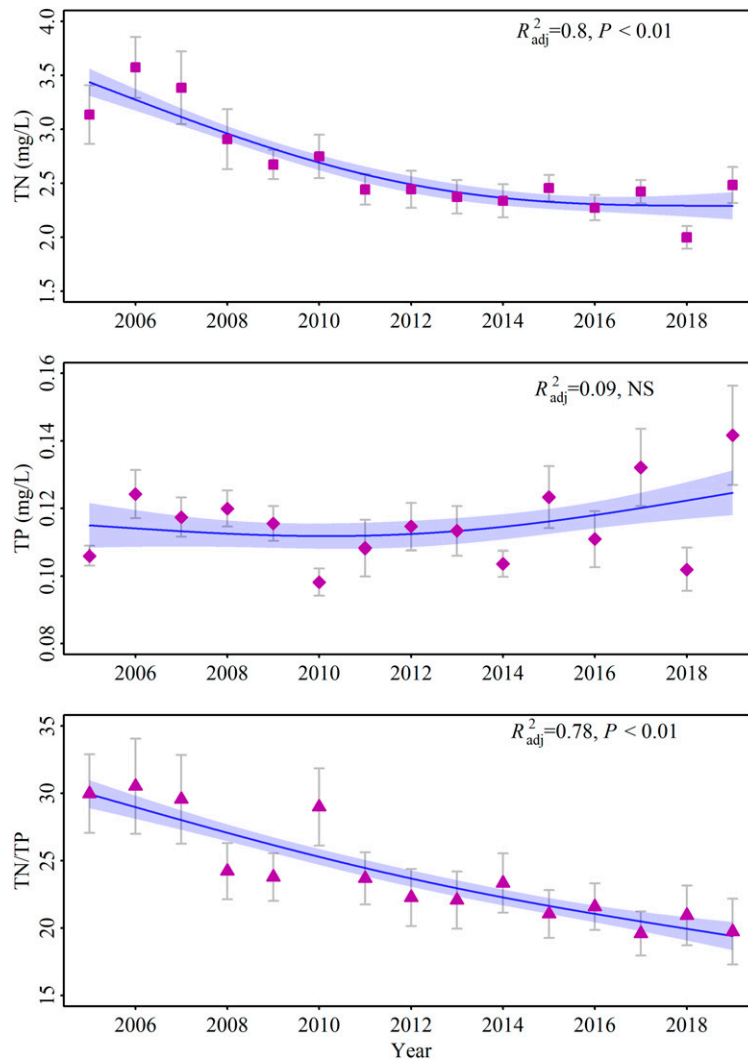 R²adj=0.8, P < 0.01
TN (mg/L)
4.0
3.5
3.0
2.5
2.0
1.5
2006 2008 2010 2012 2014 2016 2018
R²adj=0.09, NS
TP (mg/L)
0.16
0.14
0.12
0.10
0.08
2006 2008 2010 2012 2014 2016 2018
R²adj=0.78, P < 0.01
TN/TP
35
30
25
20
15
2006 2008 2010 2012 2014 2016 2018
Year